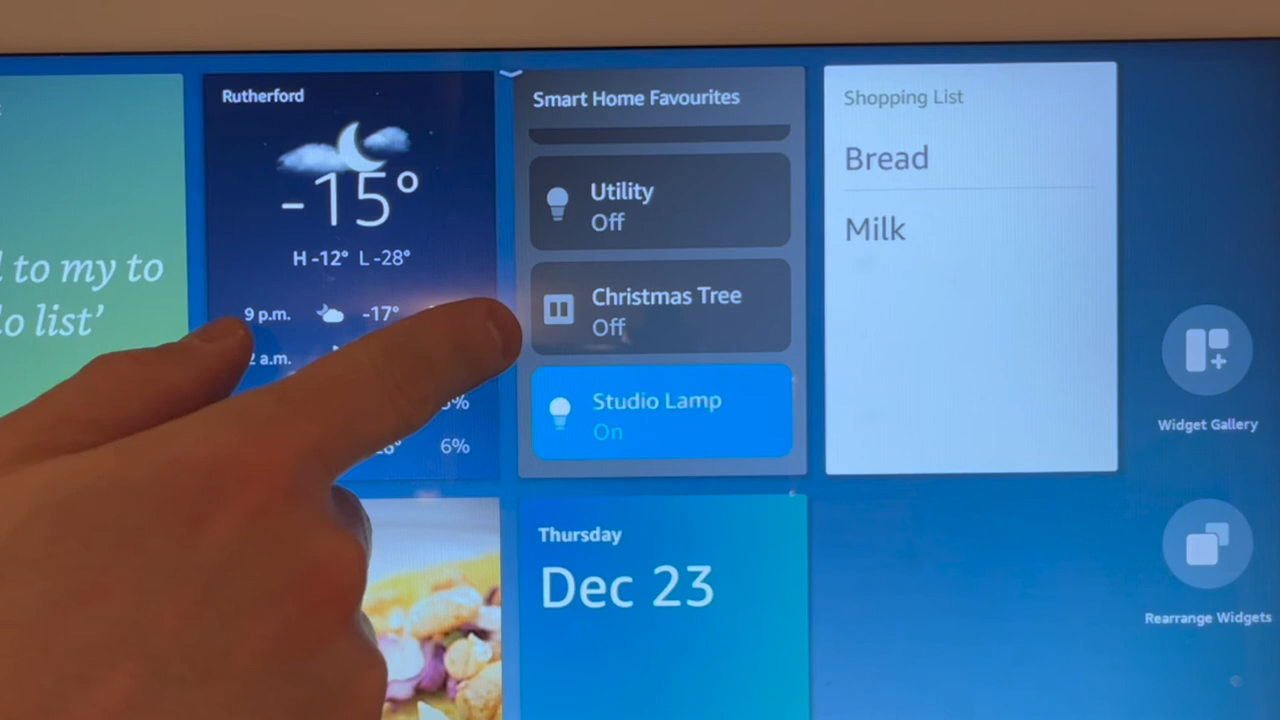 to my to
o list’
Rutherford
-15°
H -12° L -28°
9 p.m. -17°
a.m.
6%
Smart Home Favourites
Utility
Off
Christmas Tree
Off
Studio Lamp
On
Shopping List
Bread
Milk
Widget Gallery
Rearrange Widgets
Thursday
Dec 23